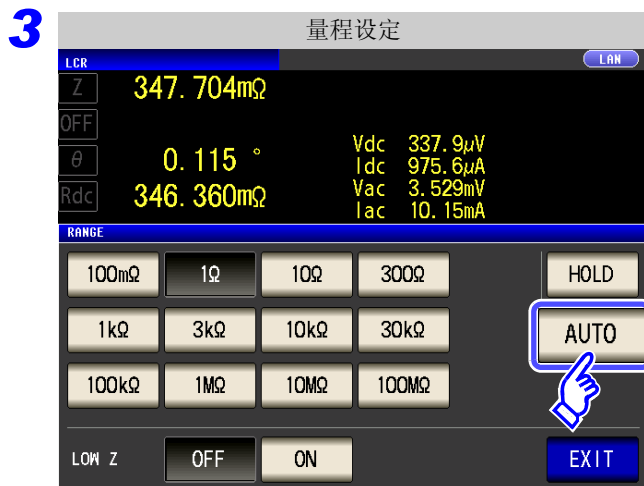 3
量程设定
LCR LAN
Z 347.704mΩ
OFF
θ 0.115 °
Rdc 346.360mΩ
Vdc 337.9μV
Idc 975.6μA
Vac 3.529mV
Iac 10.15mA
RANGE
100mΩ 1Ω 10Ω 300Ω HOLD
1kΩ 3kΩ 10kΩ 30kΩ AUTO
100kΩ 1MΩ 10MΩ 100MΩ
LOW Z OFF ON EXIT